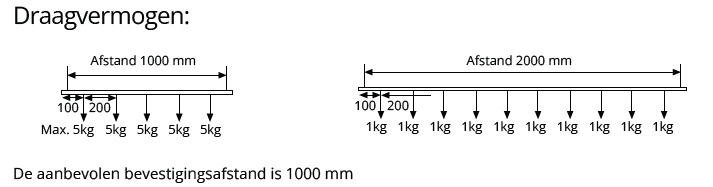 Draagvermogen:
Afstand 1000 mm
Afstand 2000 mm
100 200
100 200
Max. 5kg 5kg 5kg 5kg 5kg
1kg 1kg 1kg 1kg 1kg 1kg 1kg 1kg 1kg 1kg
De aanbevolen bevestigingsafstand is 1000 mm